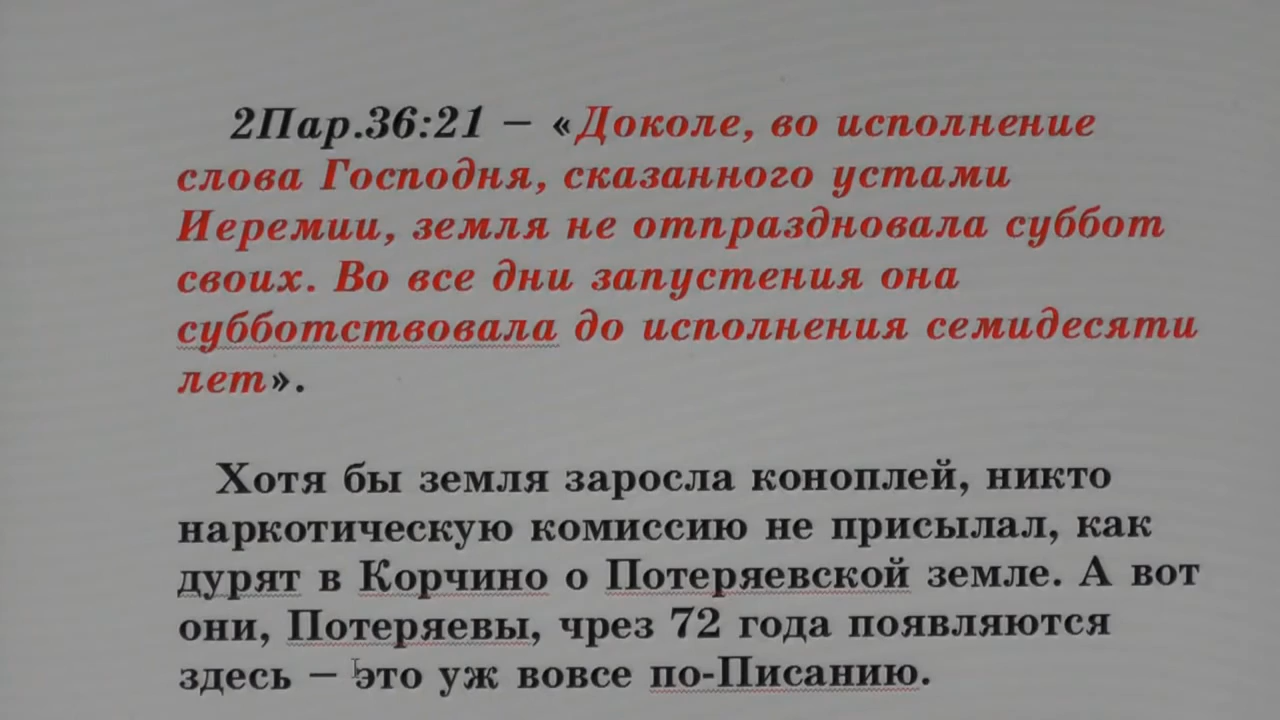 2Пар.36:21 – «Доколе, во исполнение
слова Господня, сказанного устами
Иеремии, земля не отпраздновала суббот
своих. Во все дни запустения она
субботствовала до исполнения семидесяти
лет».
Хотя бы земля заросла коноплей, никто
наркотическую комиссию не присылал, как
дурят в Корчино о Потеряевской земле. А вот
они, Потеряевы, чрез 72 года появляются
здесь – это уж вовсе по-Писанию.